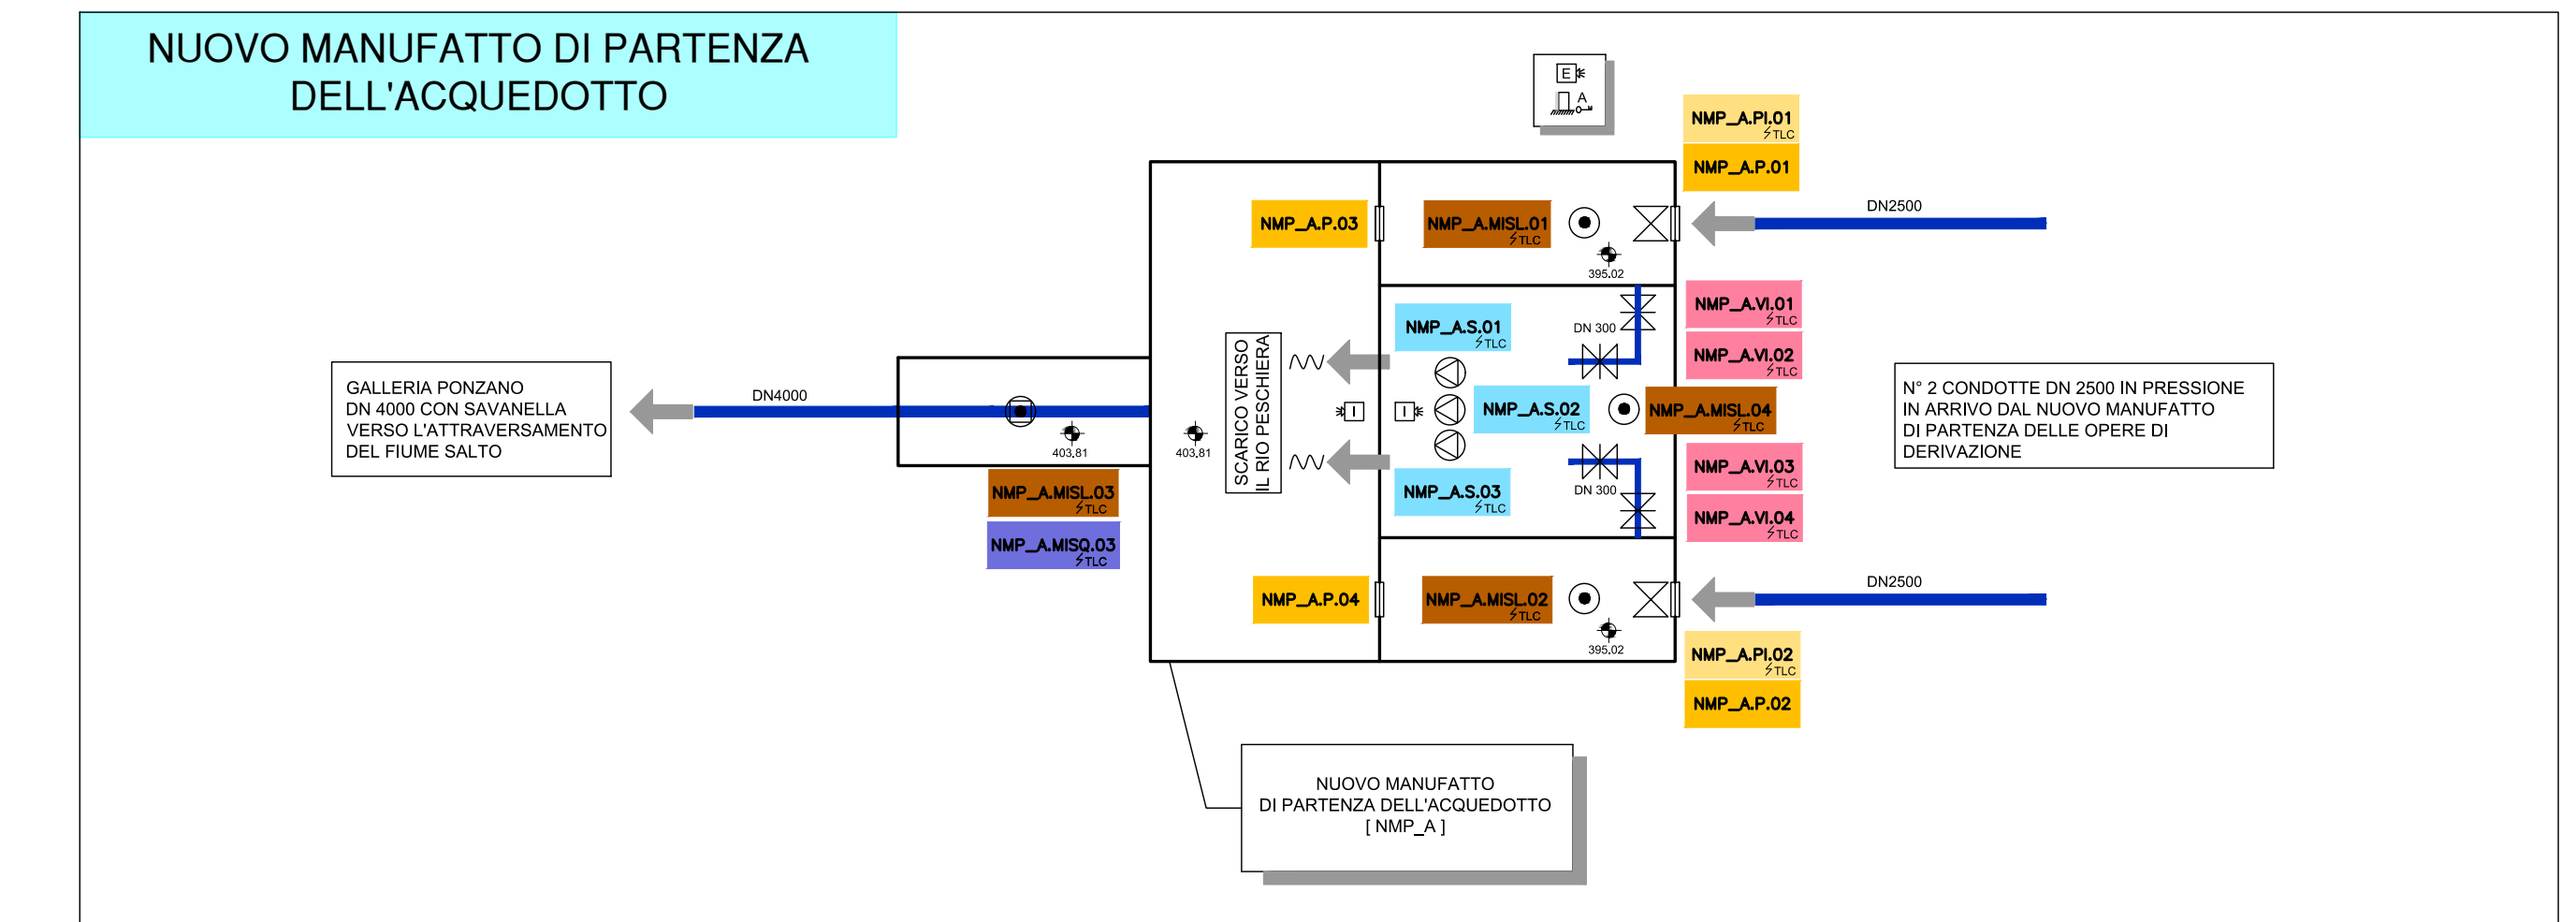 NUOVO MANUFATTO DI PARTENZA
DELL'ACQUEDOTTO
E
A
NMP_A.PI.01
TLC
NMP_A.P.01
NMP_A.P.03
NMP_A.MISL.01
TLC
DN2500
395.02
NMP_A.VI.01
TLC
NMP_A.S.01
TLC
DN 300
NMP_A.VI.02
TLC
SCARICO VERSO
IL RIO PESCHIERA
GALLERIA PONZANO
DN 4000 CON SAVANELLA
VERSO L'ATTRAVERSAMENTO
DEL FIUME SALTO
DN4000
403,81
403,81
I
I
NMP_A.S.02
TLC
NMP_A.MISL.04
TLC
N° 2 CONDOTTE DN 2500 IN PRESSIONE
IN ARRIVO DAL NUOVO MANUFATTO
DI PARTENZA DELLE OPERE DI
DERIVAZIONE
NMP_A.VI.03
TLC
NMP_A.S.03
TLC
DN 300
NMP_A.VI.04
TLC
NMP_A.MISL.03
TLC
NMP_A.MISQ.03
TLC
NMP_A.P.04
NMP_A.MISL.02
TLC
DN2500
395.02
NMP_A.PI.02
TLC
NMP_A.P.02
NUOVO MANUFATTO
DI PARTENZA DELL'ACQUEDOTTO
[ NMP_A ]